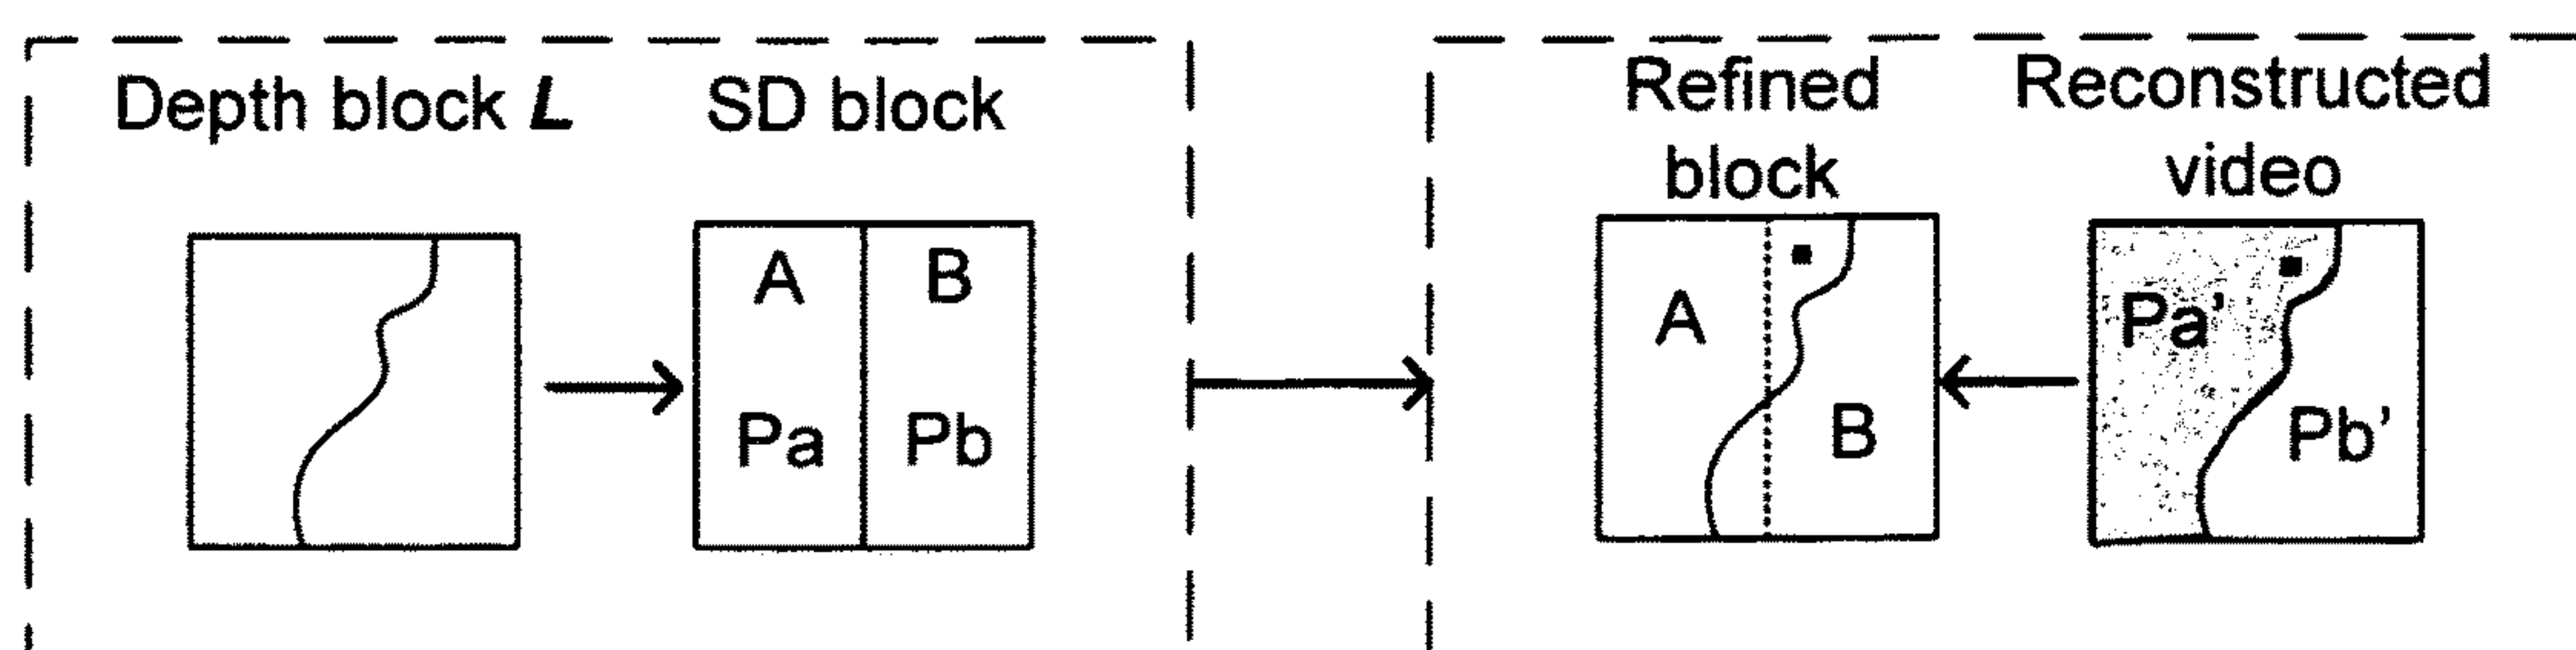 Depth block L
SD block
A B
Pa Pb
Refined
block
A
B
Reconstructed
video
Pa’
Pb’